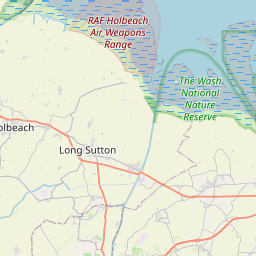 RAF Holbeach
Air Weapons
Range
The Wash
National
Nature
Reserve
olbeach
Long Sutton